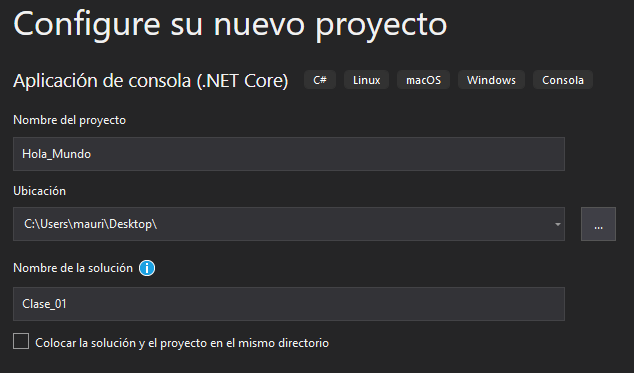 Configure su nuevo proyecto
Aplicación de consola (.NET Core) C# Linux macOS Windows Consola
Nombre del proyecto
Hola_Mundo
Ubicación
C:\Users\mauri\Desktop\ ...
Nombre de la solución i
Clase_01
Colocar la solución y el proyecto en el mismo directorio